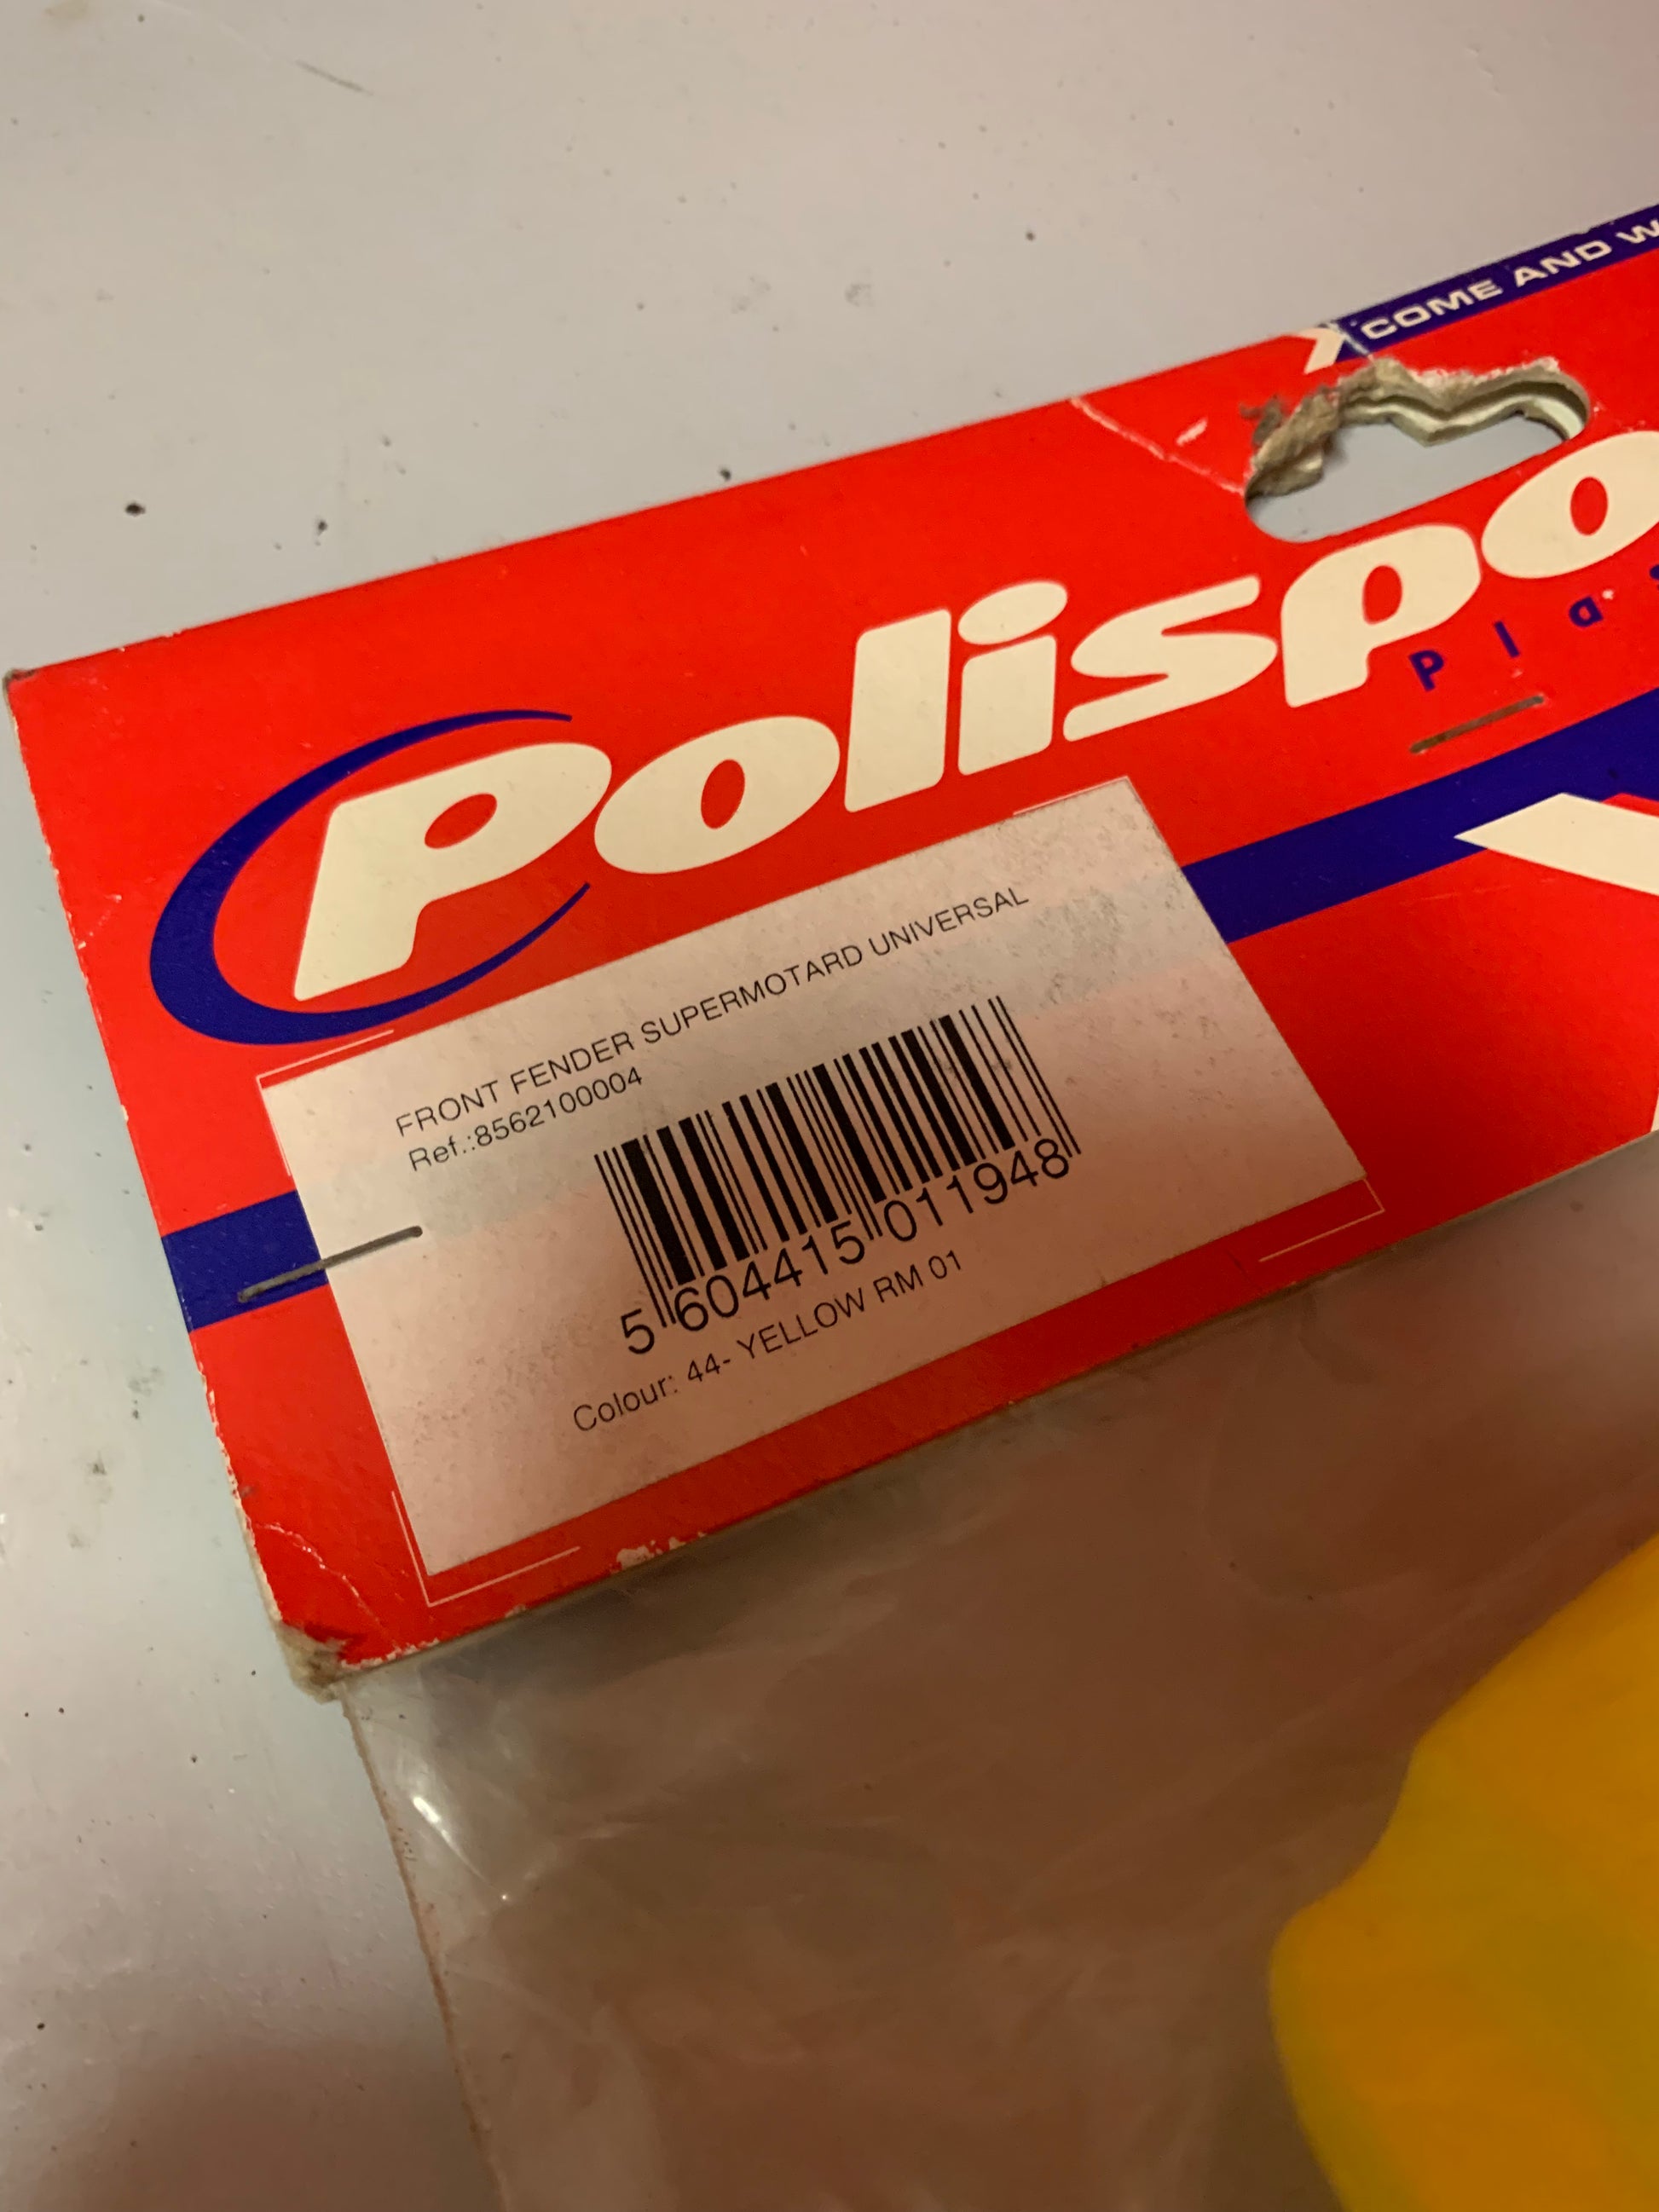 COME AND
Polispo
Pla
FRONT FENDER SUPERMOTARD UNIVERSAL
Ref.:8562100004
5 604415 011948
Colour: 44- YELLOW RM 01